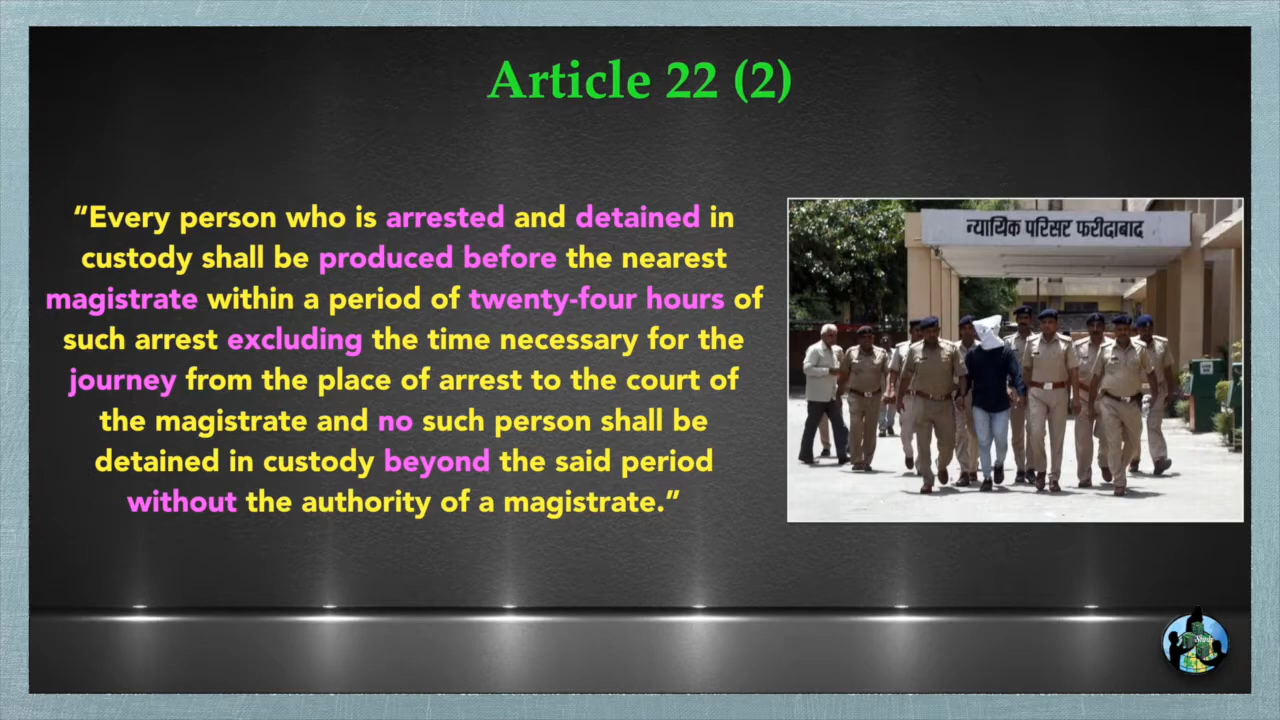 Article 22 (2)
“Every person who is arrested and detained in
custody shall be produced before the nearest
magistrate within a period of twenty-four hours of
such arrest excluding the time necessary for the
journey from the place of arrest to the court of
the magistrate and no such person shall be
detained in custody beyond the said period
without the authority of a magistrate.”
न्यायिक परिसर फरीदाबाद